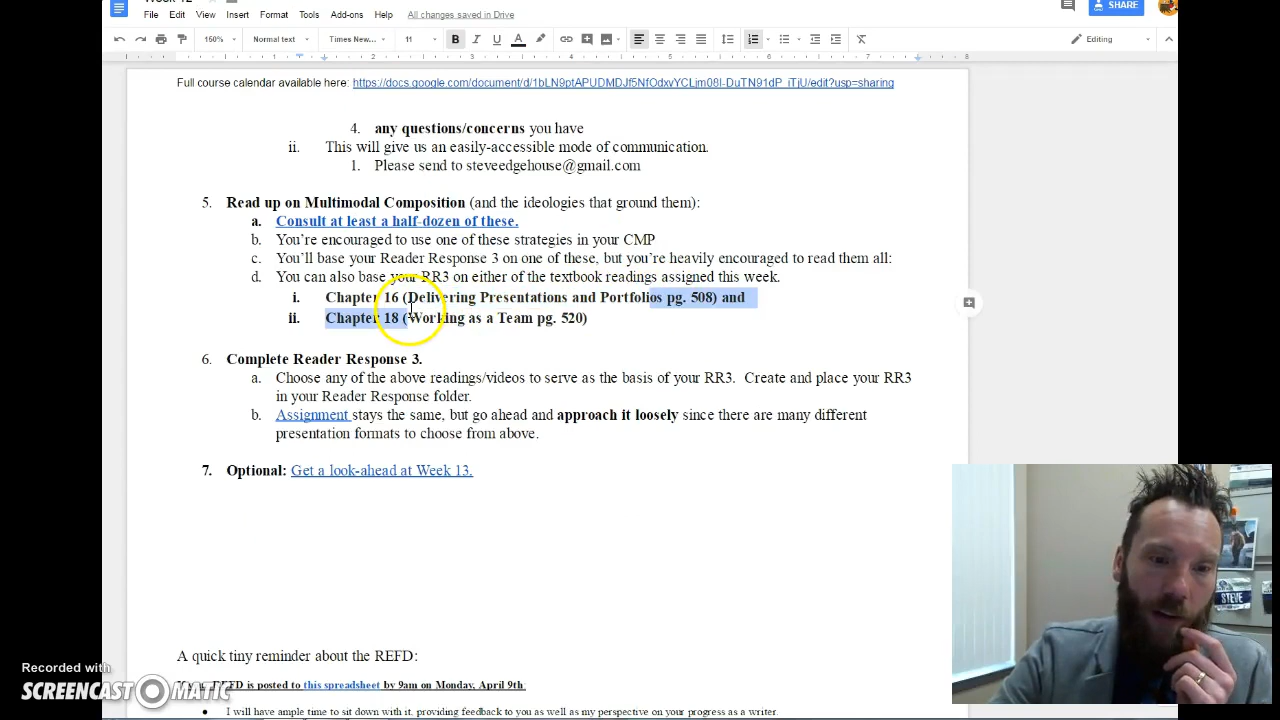 File Edit View Insert Format Tools Add-ons Help All changes saved in Drive
SHARE
150% Normal text Times New... 11 B I U A Editing
1 2 3 4 5 6 7 8
Full course calendar available here: https://docs.google.com/document/d/1bLN9ptAPUDMDJf5NfOdxvYCLjm08I-DuTN91dP_iTjU/edit?usp=sharing
4. any questions/concerns you have
ii. This will give us an easily-accessible mode of communication.
1. Please send to steveedgehouse@gmail.com
5. Read up on Multimodal Composition (and the ideologies that ground them):
a. Consult at least a half-dozen of these.
b. You’re encouraged to use one of these strategies in your CMP
c. You’ll base your Reader Response 3 on one of these, but you’re heavily encouraged to read them all:
d. You can also base your RR3 on either of the textbook readings assigned this week.
i. Chapter 16 (Delivering Presentations and Portfolios pg. 508) and
ii. Chapter 18 (Working as a Team pg. 520)
6. Complete Reader Response 3.
a. Choose any of the above readings/videos to serve as the basis of your RR3. Create and place your RR3
in your Reader Response folder.
b. Assignment stays the same, but go ahead and approach it loosely since there are many different
presentation formats to choose from above.
7. Optional: Get a look-ahead at Week 13.
STEVE
A quick tiny reminder about the REFD:
is posted to this spreadsheet by 9am on Monday, April 9th:
● I will have ample time to sit down with it, providing feedback to you as well as my perspective on your progress as a writer.
Recorded with
SCREENCAST MATIC